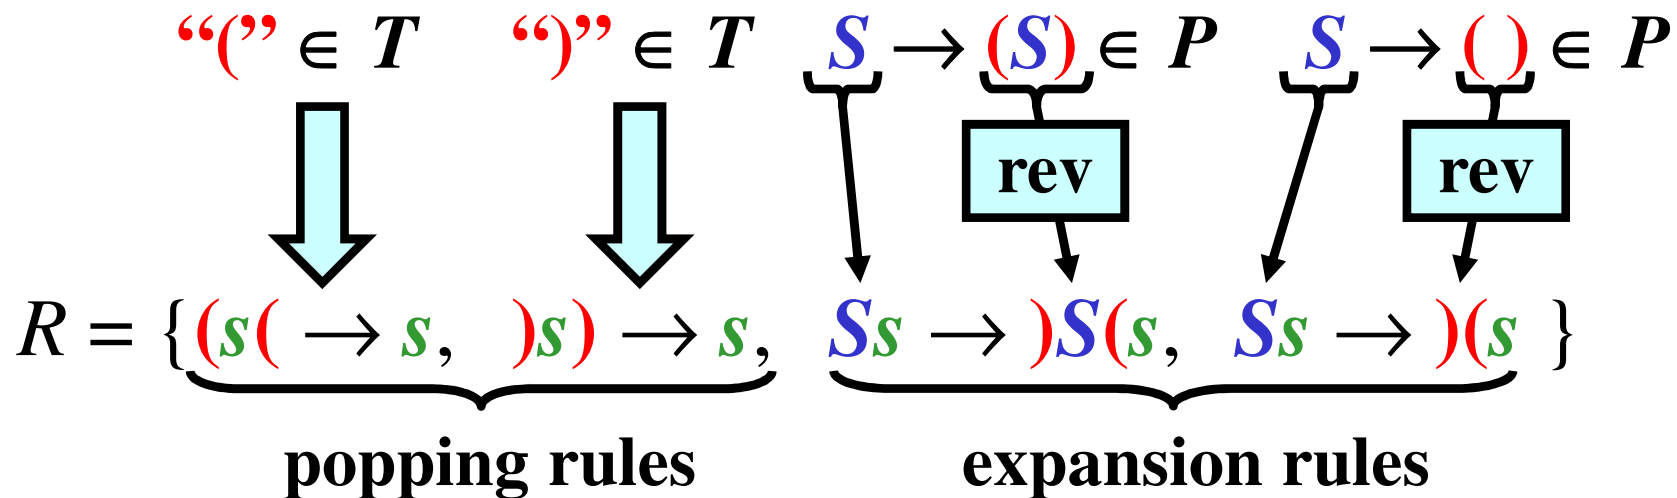 “(” ∈ T “)” ∈ T S → (S) ∈ P S → ( ) ∈ P
rev rev
R = {(s( → s, )s) → s, Ss → )S(s, Ss → )(s }
popping rules expansion rules